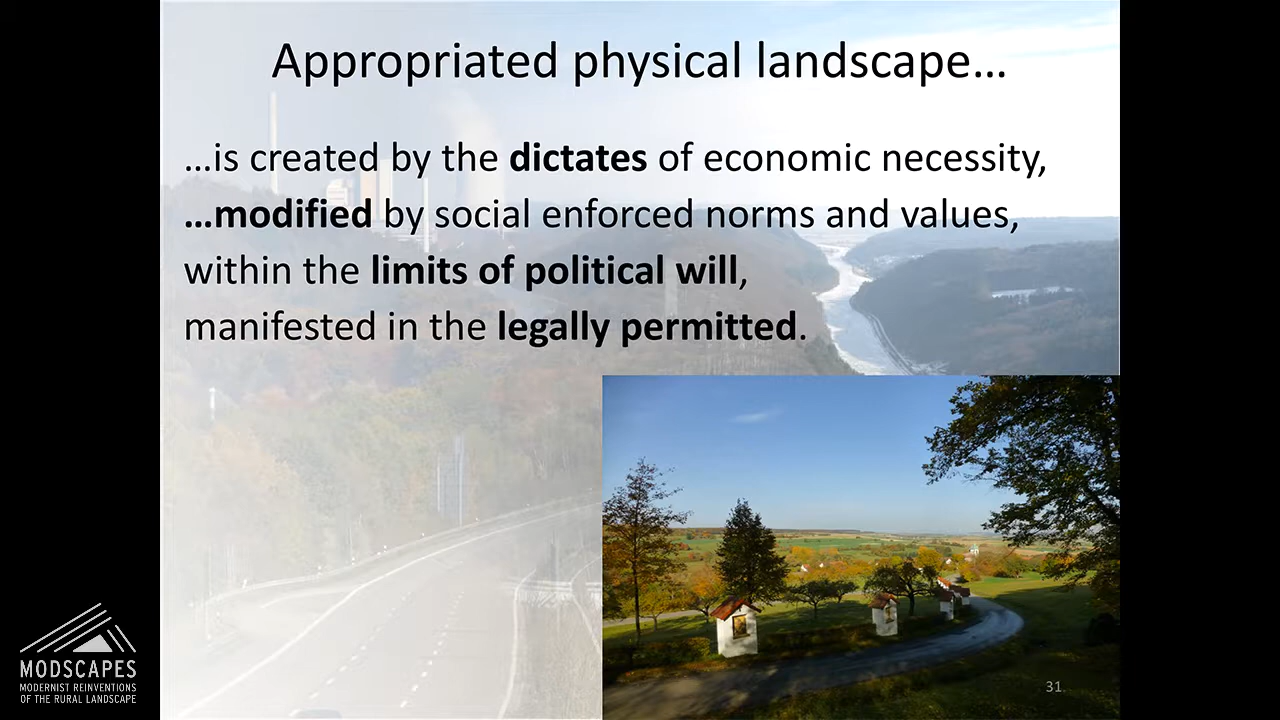 Appropriated physical landscape…
…is created by the dictates of economic necessity,
…modified by social enforced norms and values,
within the limits of political will,
manifested in the legally permitted.
31.
MODSCAPES
MODERNIST REINVENTIONS
OF THE RURAL LANDSCAPE